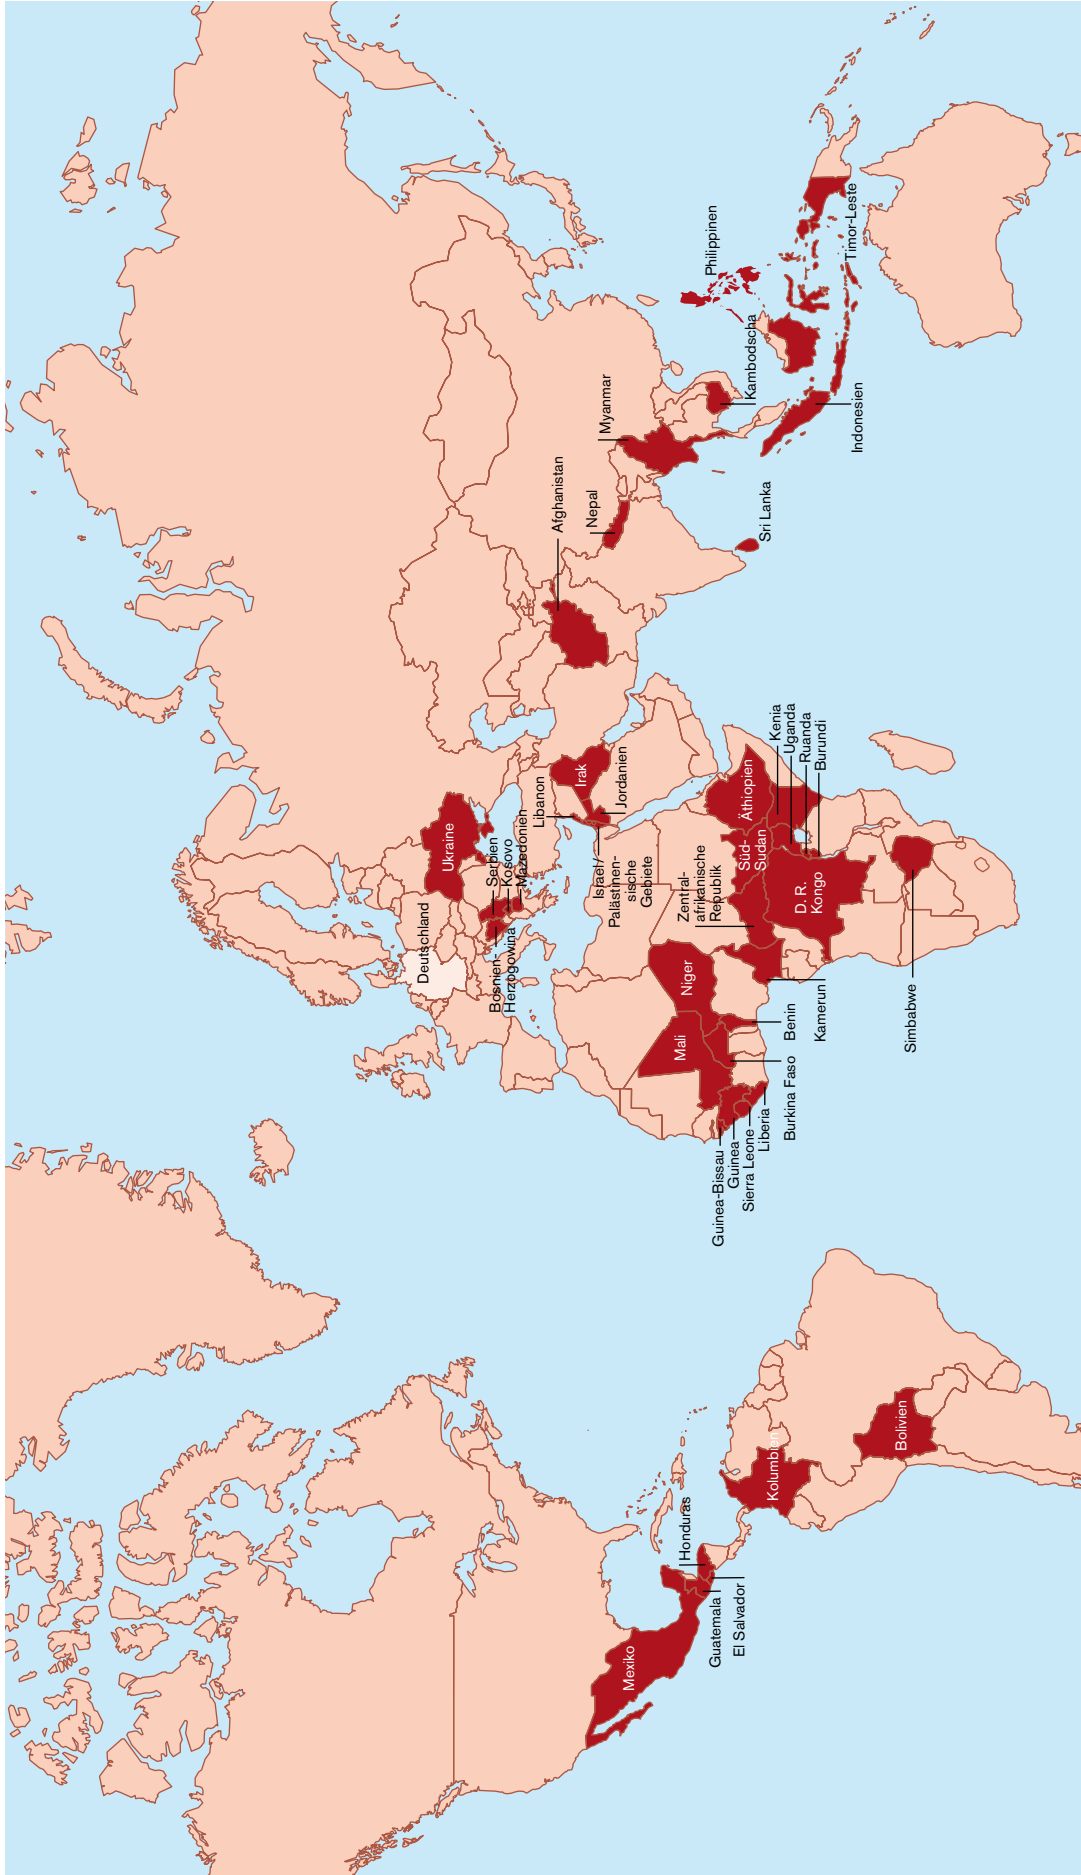 Mexiko
Guatemala
El Salvador
Honduras
Kolumbien
Bolivien
Deutschland
Ukraine
Bosnien-
Herzogowina
Serbien
Kosovo
Mazedonien
Libanon
Israel/
Palästinen-
sische
Gebiete
Irak
Jordanien
Mali
Niger
Guinea-Bissau
Guinea
Sierra Leone
Liberia
Burkina Faso
Benin
Kamerun
Zentral-
afrikanische
Republik
Süd-
Sudan
Äthiopien
D. R.
Kongo
Kenia
Uganda
Ruanda
Burundi
Simbabwe
Afghanistan
Nepal
Sri Lanka
Myanmar
Kambodscha
Philippinen
Indonesien
Timor-Leste